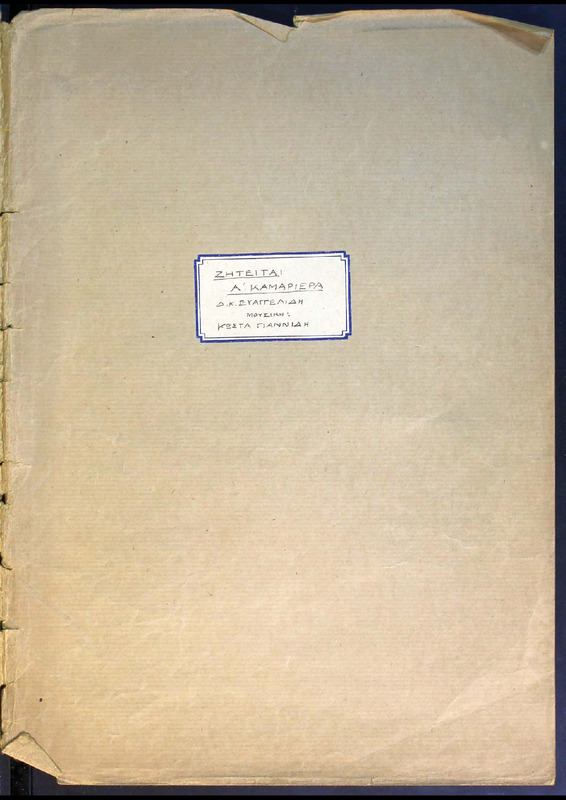 ΖΗΤΕΙΤΑΙ
Α' ΚΑΜΑΡΙΕΡΑ
Δ.Κ. ΕΥΑΓΓΕΛΙΔΗ
ΜΟΥΣΙΚΗ:
ΚΩΣΤΑ ΓΙΑΝΝΙΔΗ